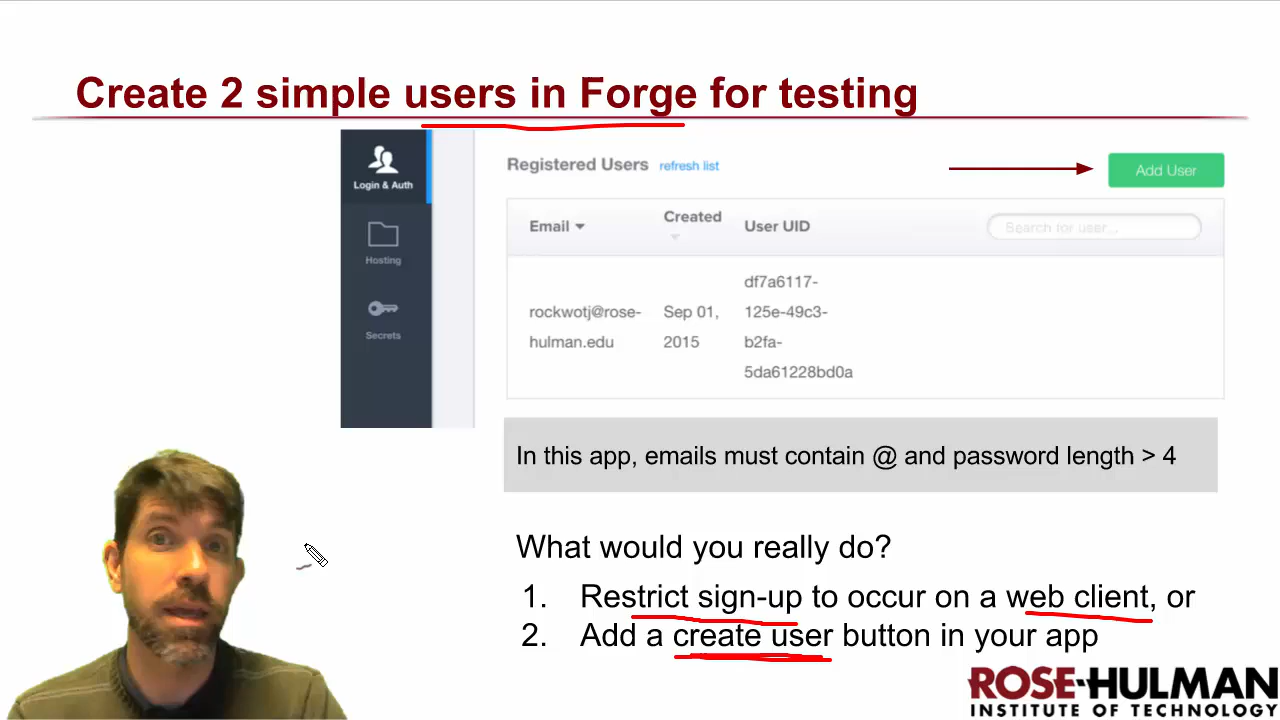 Create 2 simple users in Forge for testing
Login & Auth
Hosting
Secrets
Registered Users refresh list
Add User
Email Created User UID Search for user...
rockwotj@rose-
hulman.edu
Sep 01,
2015
df7a6117-
125e-49c3-
b2fa-
5da61228bd0a
In this app, emails must contain @ and password length > 4
What would you really do?
1. Restrict sign-up to occur on a web client, or
2. Add a create user button in your app
ROSE-HULMAN
INSTITUTE OF TECHNOLOGY